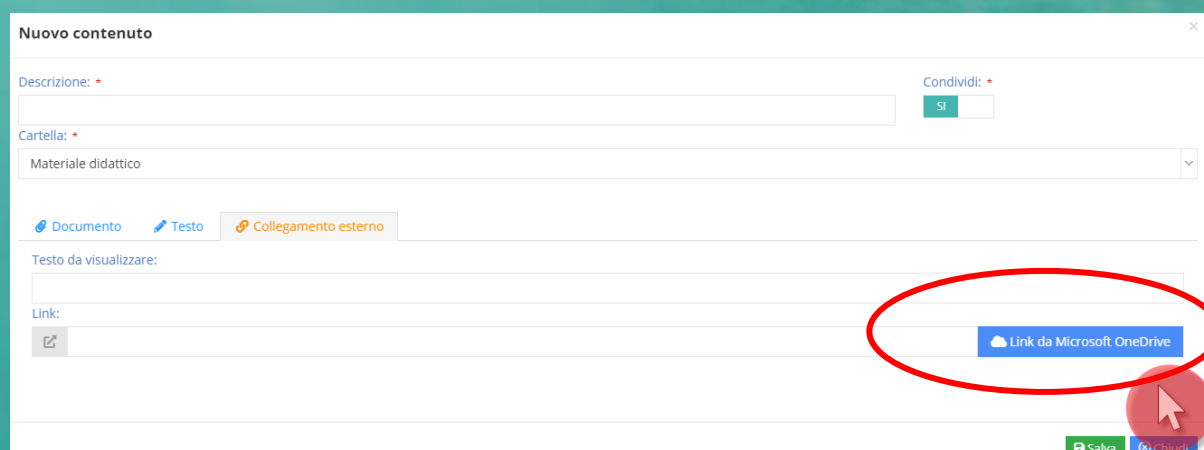 Nuovo contenuto
Descrizione: *
Condividi: *
SI
Cartella: *
Materiale didattico
Documento
Testo
Collegamento esterno
Testo da visualizzare:
Link:
Link da Microsoft OneDrive
Salva
Chiudi